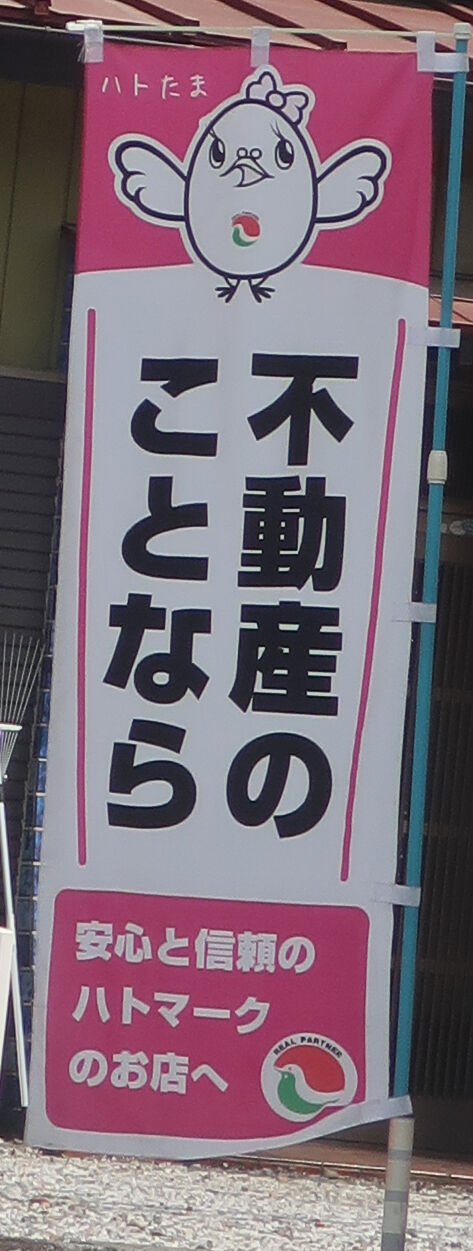 ハトたま
不動産の
ことなら
安心と信頼の
ハトマーク
のお店へ
REAL PARTNER